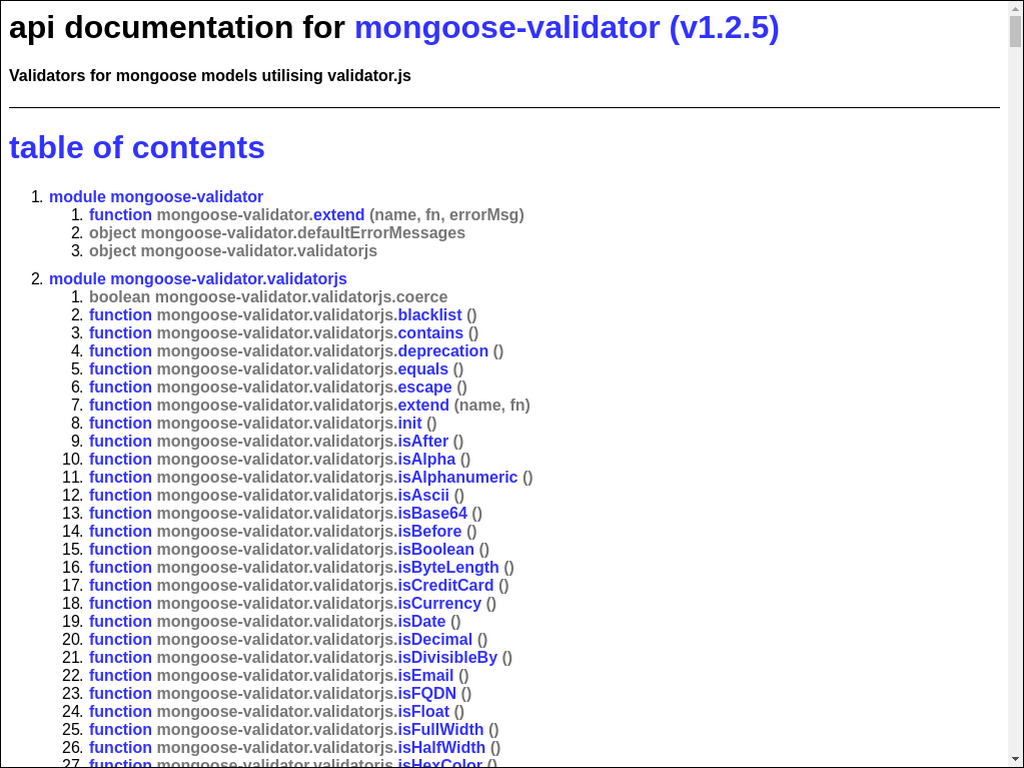 api documentation for mongoose-validator (v1.2.5)
Validators for mongoose models utilising validator.js
table of contents
1. module mongoose-validator
1. function mongoose-validator.extend (name, fn, errorMsg)
2. object mongoose-validator.defaultErrorMessages
3. object mongoose-validator.validatorjs
2. module mongoose-validator.validatorjs
1. boolean mongoose-validator.validatorjs.coerce
2. function mongoose-validator.validatorjs.blacklist ()
3. function mongoose-validator.validatorjs.contains ()
4. function mongoose-validator.validatorjs.deprecation ()
5. function mongoose-validator.validatorjs.equals ()
6. function mongoose-validator.validatorjs.escape ()
7. function mongoose-validator.validatorjs.extend (name, fn)
8. function mongoose-validator.validatorjs.init ()
9. function mongoose-validator.validatorjs.isAfter ()
10. function mongoose-validator.validatorjs.isAlpha ()
11. function mongoose-validator.validatorjs.isAlphanumeric ()
12. function mongoose-validator.validatorjs.isAscii ()
13. function mongoose-validator.validatorjs.isBase64 ()
14. function mongoose-validator.validatorjs.isBefore ()
15. function mongoose-validator.validatorjs.isBoolean ()
16. function mongoose-validator.validatorjs.isByteLength ()
17. function mongoose-validator.validatorjs.isCreditCard ()
18. function mongoose-validator.validatorjs.isCurrency ()
19. function mongoose-validator.validatorjs.isDate ()
20. function mongoose-validator.validatorjs.isDecimal ()
21. function mongoose-validator.validatorjs.isDivisibleBy ()
22. function mongoose-validator.validatorjs.isEmail ()
23. function mongoose-validator.validatorjs.isFQDN ()
24. function mongoose-validator.validatorjs.isFloat ()
25. function mongoose-validator.validatorjs.isFullWidth ()
26. function mongoose-validator.validatorjs.isHalfWidth ()
27. function mongoose-validator.validatorjs.isHexColor ()